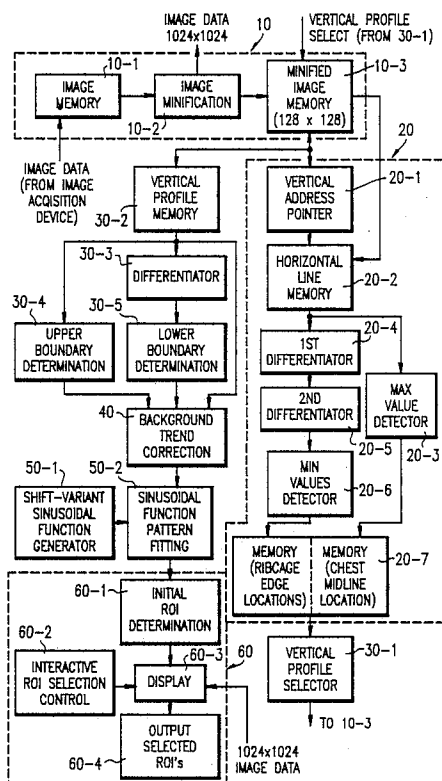 IMAGE DATA
1024x1024
10
VERTICAL PROFILE
SELECT (FROM 30-1)
10-1
10-3
IMAGE
MEMORY
IMAGE
MINIFICATION
10-2
MINIFIED IMAGE
MEMORY
(128 x 128)
20
IMAGE DATA
(FROM IMAGE
ACQISITION
DEVICE)
VERTICAL
PROFILE
MEMORY
30-2
VERTICAL
ADDRESS
POINTER
20-1
30-3
DIFFERENTIATOR
HORIZONTAL
LINE
MEMORY
20-2
30-4
30-5
UPPER
BOUNDARY
DETERMINATION
LOWER
BOUNDARY
DETERMINATION
20-4
1ST
DIFFERENTIATOR
2ND
DIFFERENTIATOR
20-5
MAX
VALUE
DETECTOR
20-3
40
BACKGROUND
TREND
CORRECTION
MIN
VALUES
DETECTOR
20-6
50-1
50-2
SHIFT-VARIANT
SINUSOIDAL
FUNCTION
GENERATOR
SINUSOIDAL
FUNCTION
PATTERN
FITTING
MEMORY
(RIBCAGE
EDGE
LOCATIONS)
MEMORY
(CHEST
MIDLINE
LOCATION)
20-7
60-1
INITIAL
ROI
DETERMINATION
60-2
60-3
60
INTERACTIVE
ROI SELECTION
CONTROL
DISPLAY
VERTICAL
PROFILE
SELECTOR
30-1
OUTPUT
SELECTED
ROI's
60-4
1024x1024
IMAGE DATA
TO 10-3